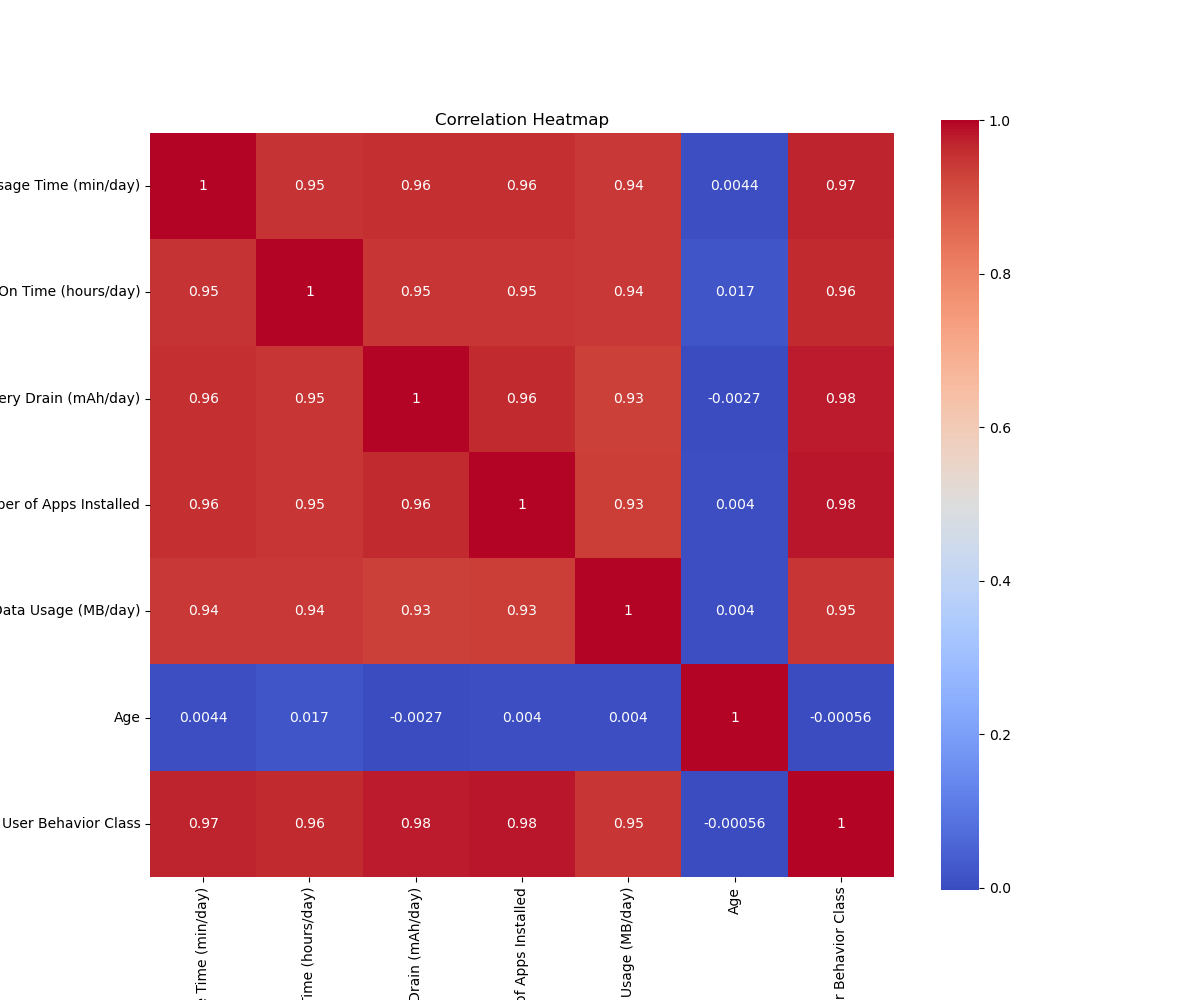 Correlation Heatmap
sage Time (min/day) 1 0.95 0.96 0.96 0.94 0.0044 0.97
On Time (hours/day) 0.95 1 0.95 0.95 0.94 0.017 0.96
ery Drain (mAh/day) 0.96 0.95 1 0.96 0.93 -0.0027 0.98
ber of Apps Installed 0.96 0.95 0.96 1 0.93 0.004 0.98
Data Usage (MB/day) 0.94 0.94 0.93 0.93 1 0.004 0.95
Age 0.0044 0.017 -0.0027 0.004 0.004 1 -0.00056
User Behavior Class 0.97 0.96 0.98 0.98 0.95 -0.00056 1
Time (min/day)
Time (hours/day)
Drain (mAh/day)
of Apps Installed
Usage (MB/day)
Age
r Behavior Class
1.0
0.8
0.6
0.4
0.2
0.0